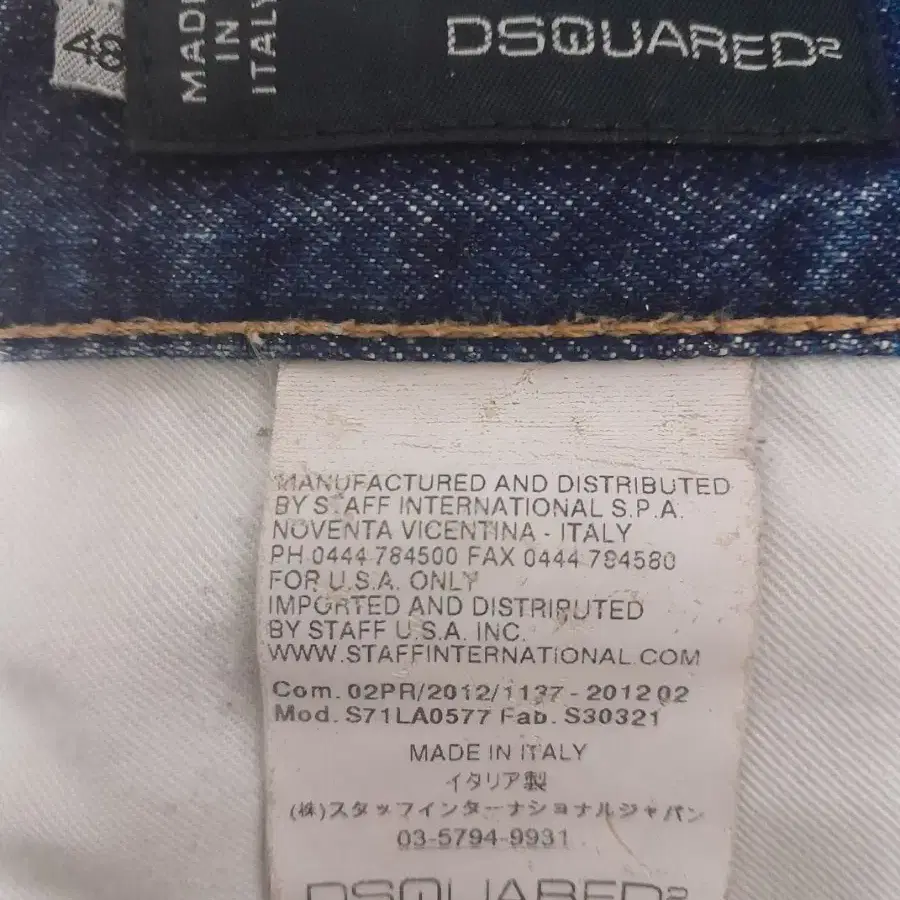 48
MADE
IN
ITALY
DSQUARED2
MANUFACTURED AND DISTRIBUTED
BY STAFF INTERNATIONAL S.P.A.
NOVENTA VICENTINA - ITALY
PH 0444 784500 FAX 0444 784580
FOR U.S.A. ONLY
IMPORTED AND DISTRIBUTED
BY STAFF U.S.A. INC.
WWW.STAFFINTERNATIONAL.COM
Com. 02PR/2012/1137 - 2012 02
Mod. S71LA0577 Fab. S30321
MADE IN ITALY
イタリア製
(株)スタッフインターナショナルジャパン
03-5794-9931
DSQUARED2